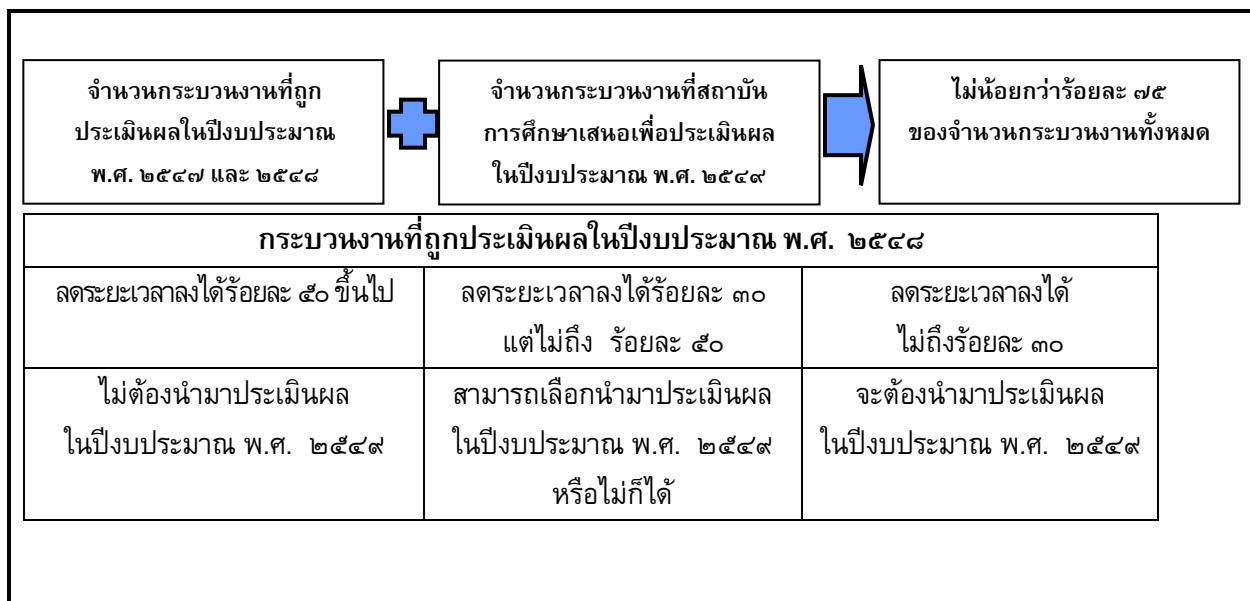 จำนวนกระบวนงานที่ถูก
ประเมินผลในปีงบประมาณ
พ.ศ. ๒๕๔๗ และ ๒๕๔๘
จำนวนกระบวนงานที่สถาบัน
การศึกษาเสนอเพื่อประเมินผล
ในปีงบประมาณ พ.ศ. ๒๕๔๙
ไม่น้อยกว่าร้อยละ ๗๕
ของจำนวนกระบวนงานทั้งหมด
กระบวนงานที่ถูกประเมินผลในปีงบประมาณ พ.ศ. ๒๕๔๘
ลดระยะเวลาลงได้ร้อยละ ๕๐ ขึ้นไป
ลดระยะเวลาลงได้ร้อยละ ๓๐
แต่ไม่ถึง ร้อยละ ๕๐
ลดระยะเวลาลงได้
ไม่ถึงร้อยละ ๓๐
ไม่ต้องนำมาประเมินผล
ในปีงบประมาณ พ.ศ. ๒๕๔๙
สามารถเลือกนำมาประเมินผล
ในปีงบประมาณ พ.ศ. ๒๕๔๙
หรือไม่ก็ได้
จะต้องนำมาประเมินผล
ในปีงบประมาณ พ.ศ. ๒๕๔๙